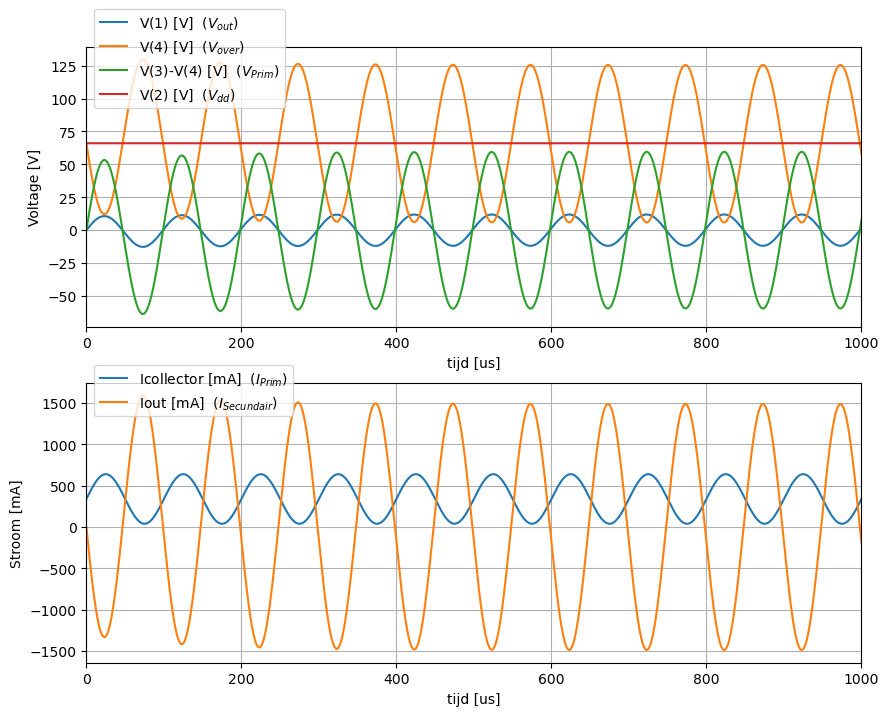 V(1) [V]  (V_out)
V(4) [V]  (V_over)
V(3)-V(4) [V]  (V_Prim)
V(2) [V]  (V_dd)
Voltage [V]
125
100
75
50
25
0
−25
−50
0 200 400 600 800 1000
tijd [us]
Icollector [mA]  (I_Prim)
Iout [mA]  (I_Secundair)
Stroom [mA]
1500
1000
500
0
−500
−1000
−1500
0 200 400 600 800 1000
tijd [us]